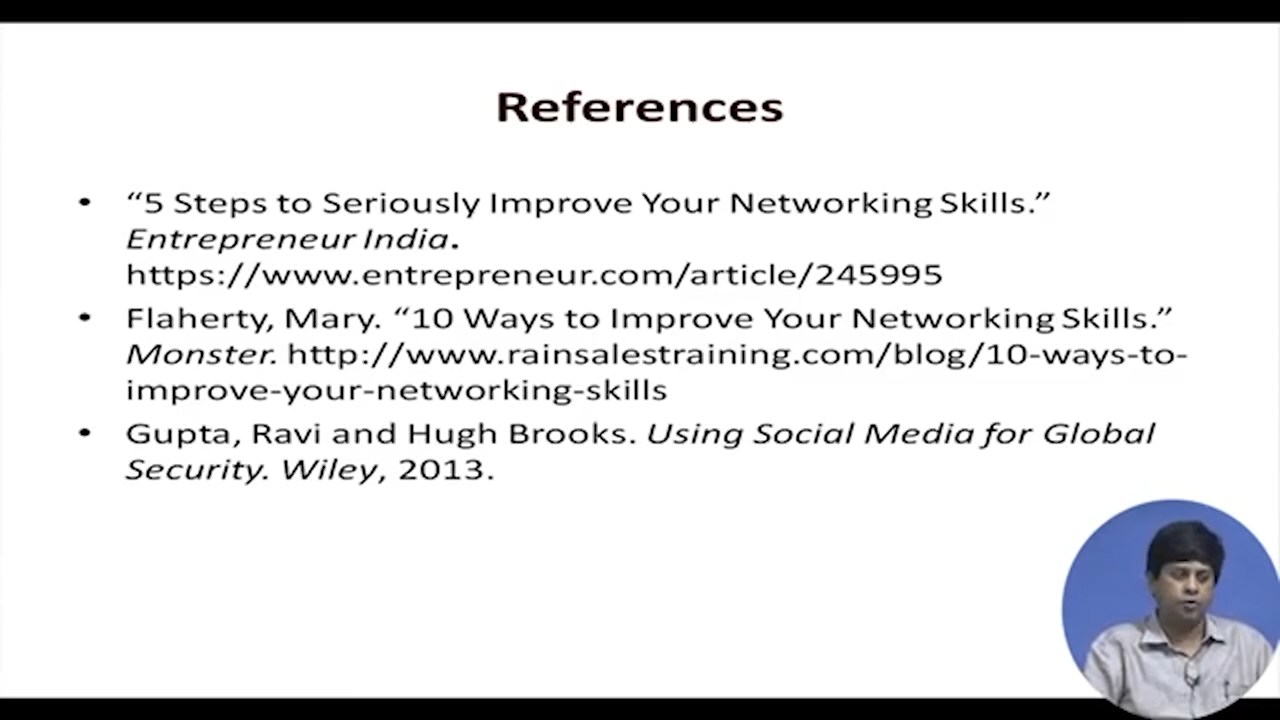 References
• “5 Steps to Seriously Improve Your Networking Skills.”
Entrepreneur India.
https://www.entrepreneur.com/article/245995
• Flaherty, Mary. “10 Ways to Improve Your Networking Skills.”
Monster. http://www.rainsalestraining.com/blog/10-ways-to-
improve-your-networking-skills
• Gupta, Ravi and Hugh Brooks. Using Social Media for Global
Security. Wiley, 2013.